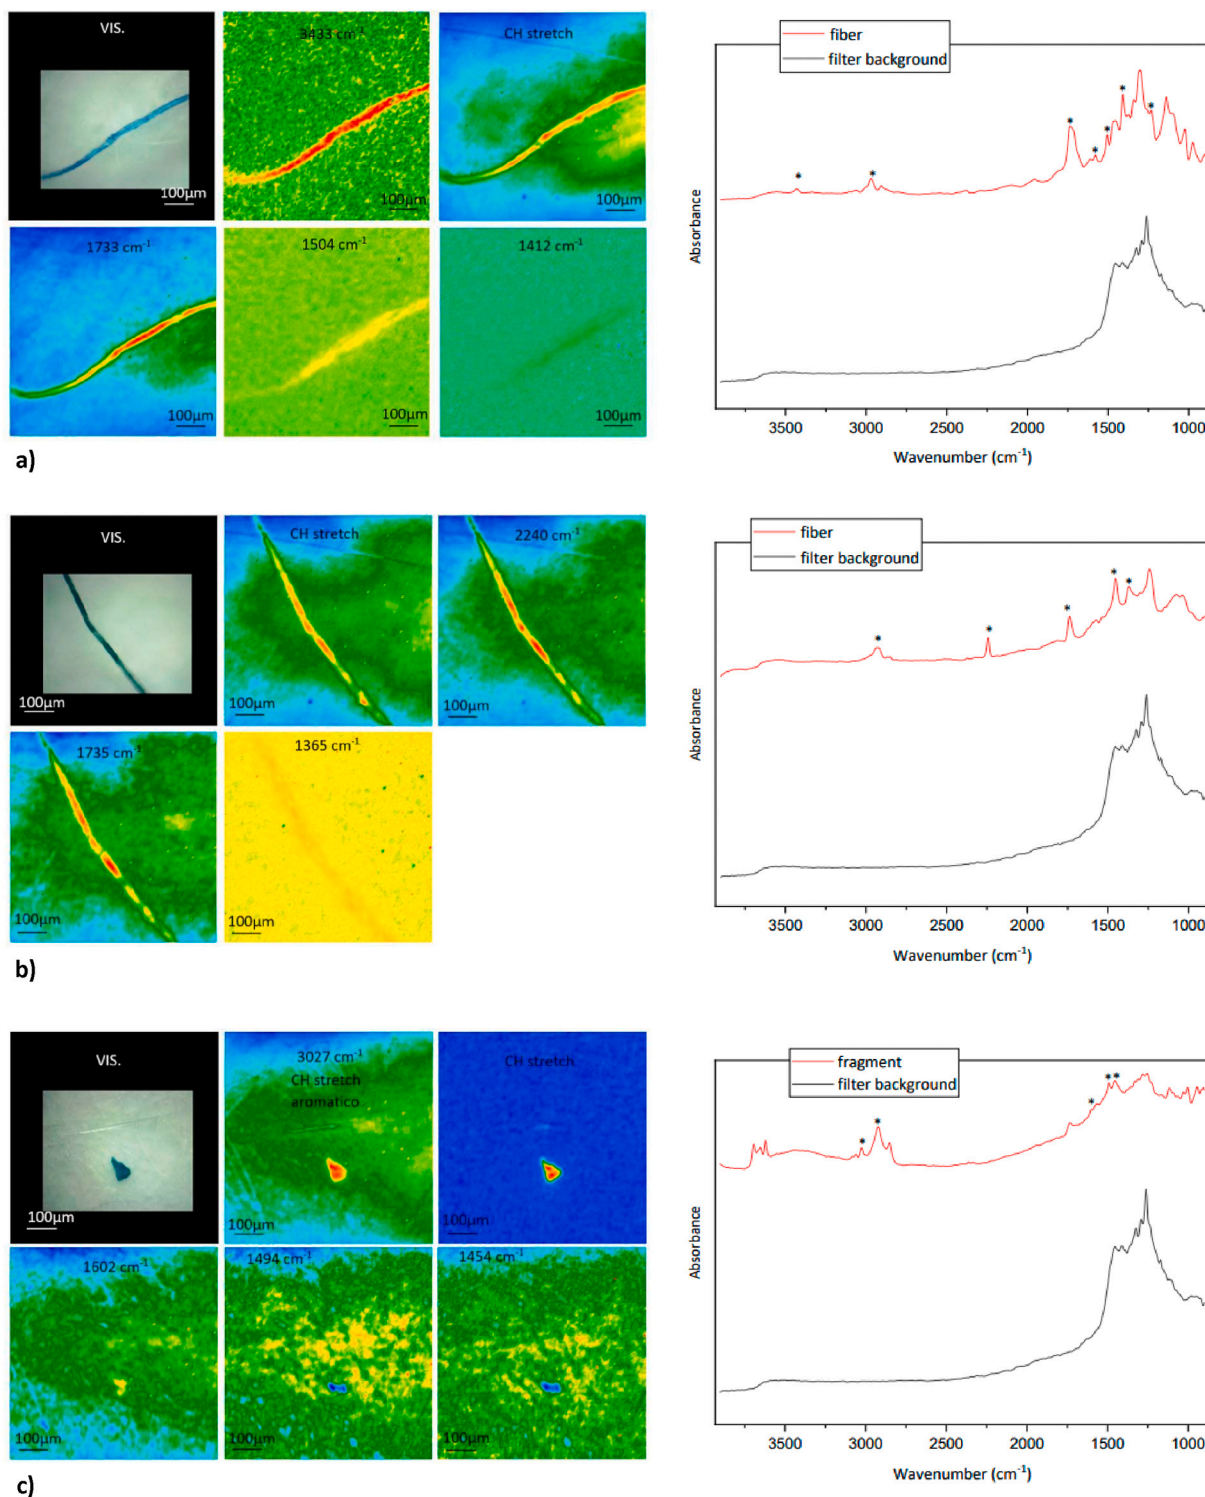 VIS.
3433 cm⁻¹
CH stretch
100μm
100μm
100μm
1733 cm⁻¹
1504 cm⁻¹
1412 cm⁻¹
100μm
100μm
100μm
a)
fiber
filter background
*
*
*
*
*
*
*
Absorbance
3500
3000
2500
2000
1500
1000
Wavenumber (cm⁻¹)
VIS.
CH stretch
2240 cm⁻¹
100μm
100μm
100μm
1735 cm⁻¹
1365 cm⁻¹
100μm
100μm
b)
fiber
filter background
*
*
*
*
*
Absorbance
3500
3000
2500
2000
1500
1000
Wavenumber (cm⁻¹)
VIS.
3027 cm⁻¹
CH stretch
aromatico
CH stretch
100μm
100μm
100μm
1602 cm⁻¹
1494 cm⁻¹
1454 cm⁻¹
100μm
100μm
100μm
c)
fragment
filter background
*
*
*
*
*
Absorbance
3500
3000
2500
2000
1500
1000
Wavenumber (cm⁻¹)